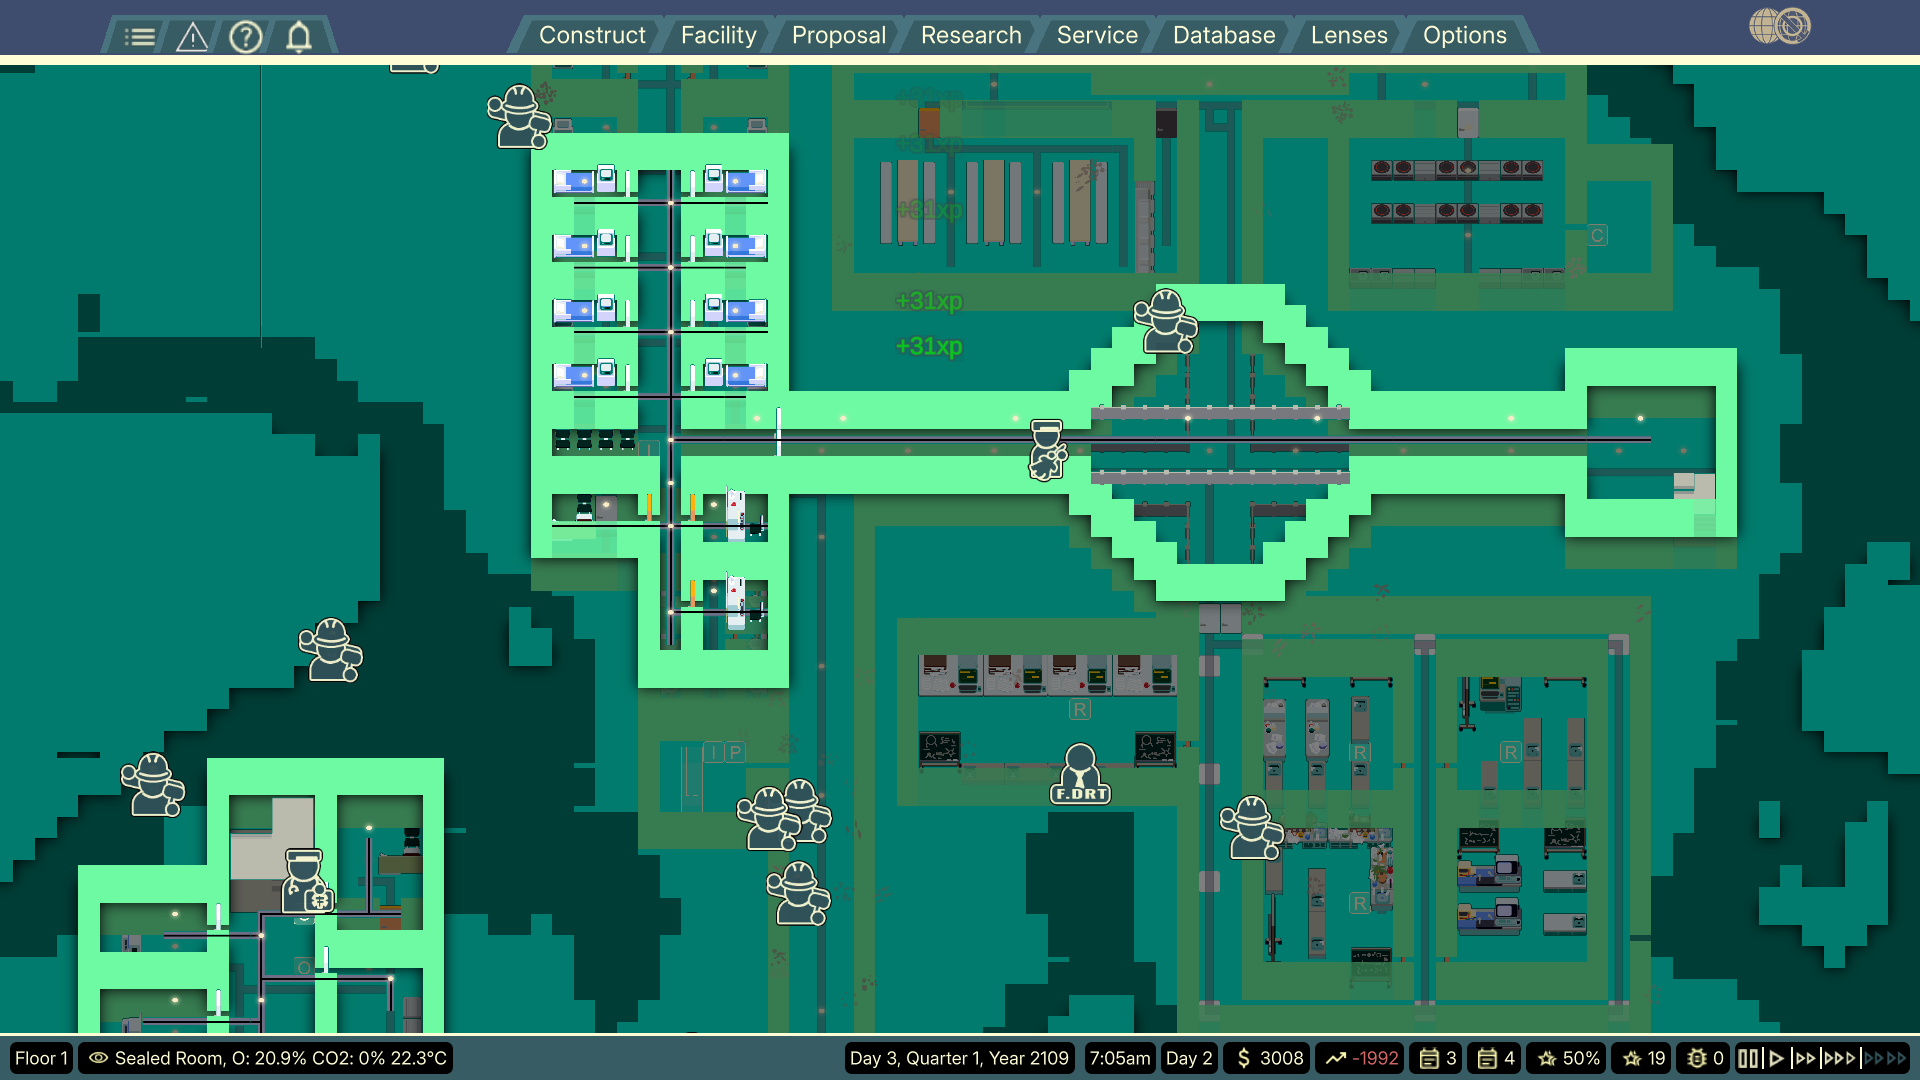 Construct
Facility
Proposal
Research
Service
Database
Lenses
Options
+31xp
+31xp
+31xp
+31xp
+31xp
C
I P
R
F.DRT
R
R
R
O
Floor 1
Sealed Room, O: 20.9% CO2: 0% 22.3°C
Day 3, Quarter 1, Year 2109
7:05am
Day 2
$ 3008
-1992
3
4
50%
19
0